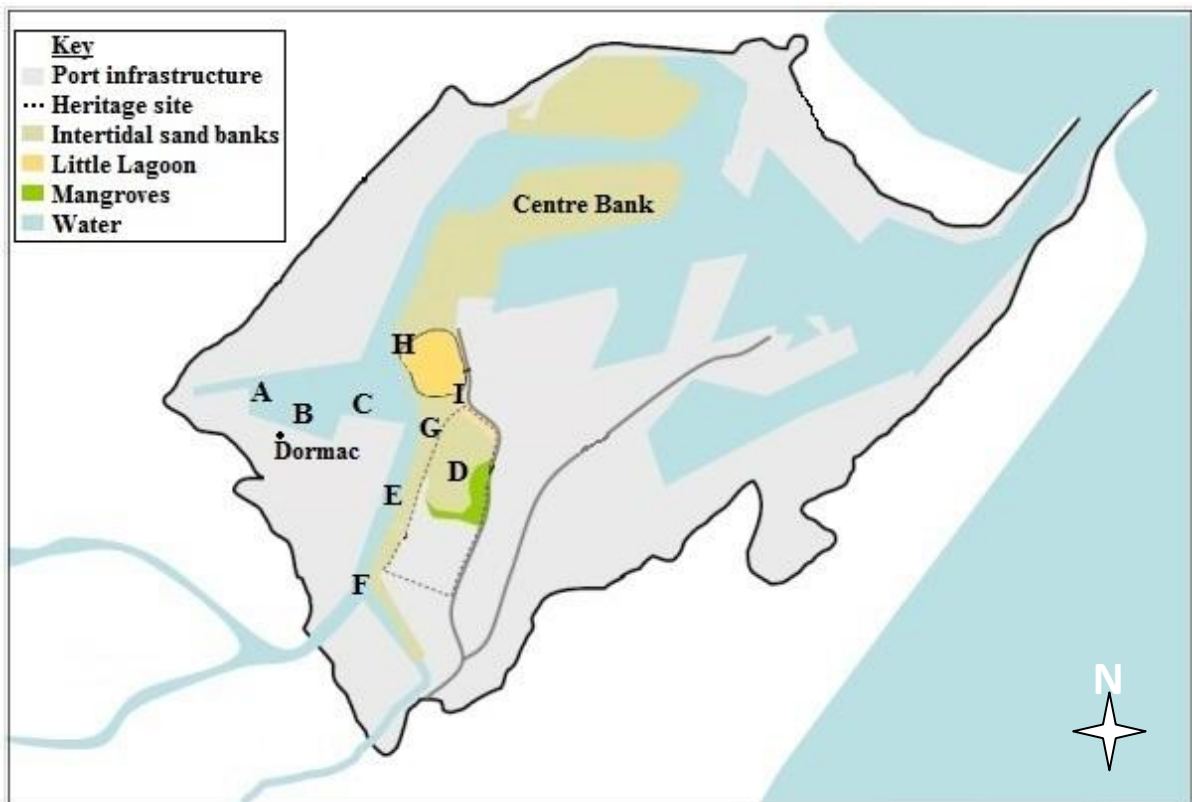 Key
Port infrastructure
Heritage site
Intertidal sand banks
Little Lagoon
Mangroves
Water
Centre Bank
H
A
B
C
I
G
Dormac
D
E
F
N